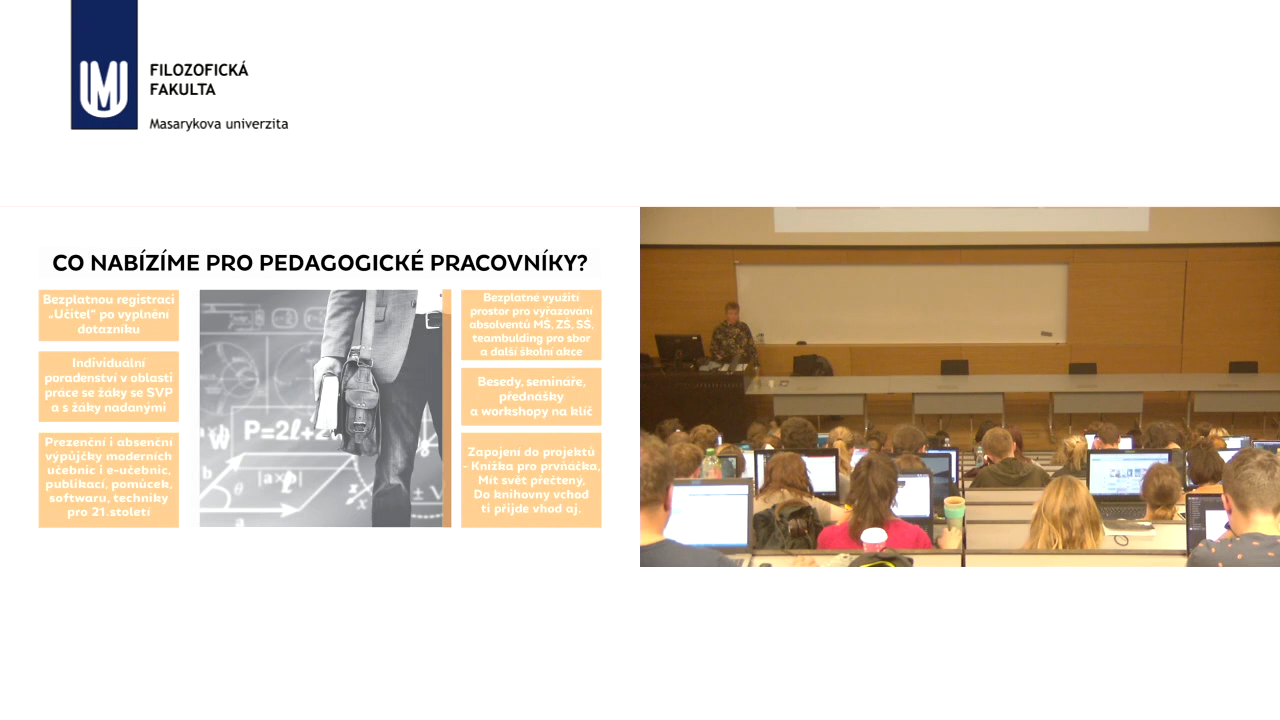 FILOZOFICKÁ
FAKULTA
Masarykova univerzita
CO NABÍZÍME PRO PEDAGOGICKÉ PRACOVNÍKY?
Bezplatnou registraci
„Učitel" po vyplnění
dotazníku
Individuální
poradenství v oblasti
práce se žáky se SVP
a s žáky nadanými
Prezenční i absenční
výpůjčky moderních
učebnic i e-učebnic,
publikací, pomůcek,
softwaru, techniky
pro 21.století
P=2ℓ+2
b
θ
|a×
ℓ
x
± V
Bezplatné využití
prostor pro vyřazování
absolventů MŠ, ZŠ, SŠ,
teambulding pro sbor
a další školní akce
Besedy, semináře,
přednášky
a workshopy na klíč
Zapojení do projektů
- Knížka pro prvňáčka,
Mít svět přečtený,
Do knihovny vchod
ti přijde vhod aj.